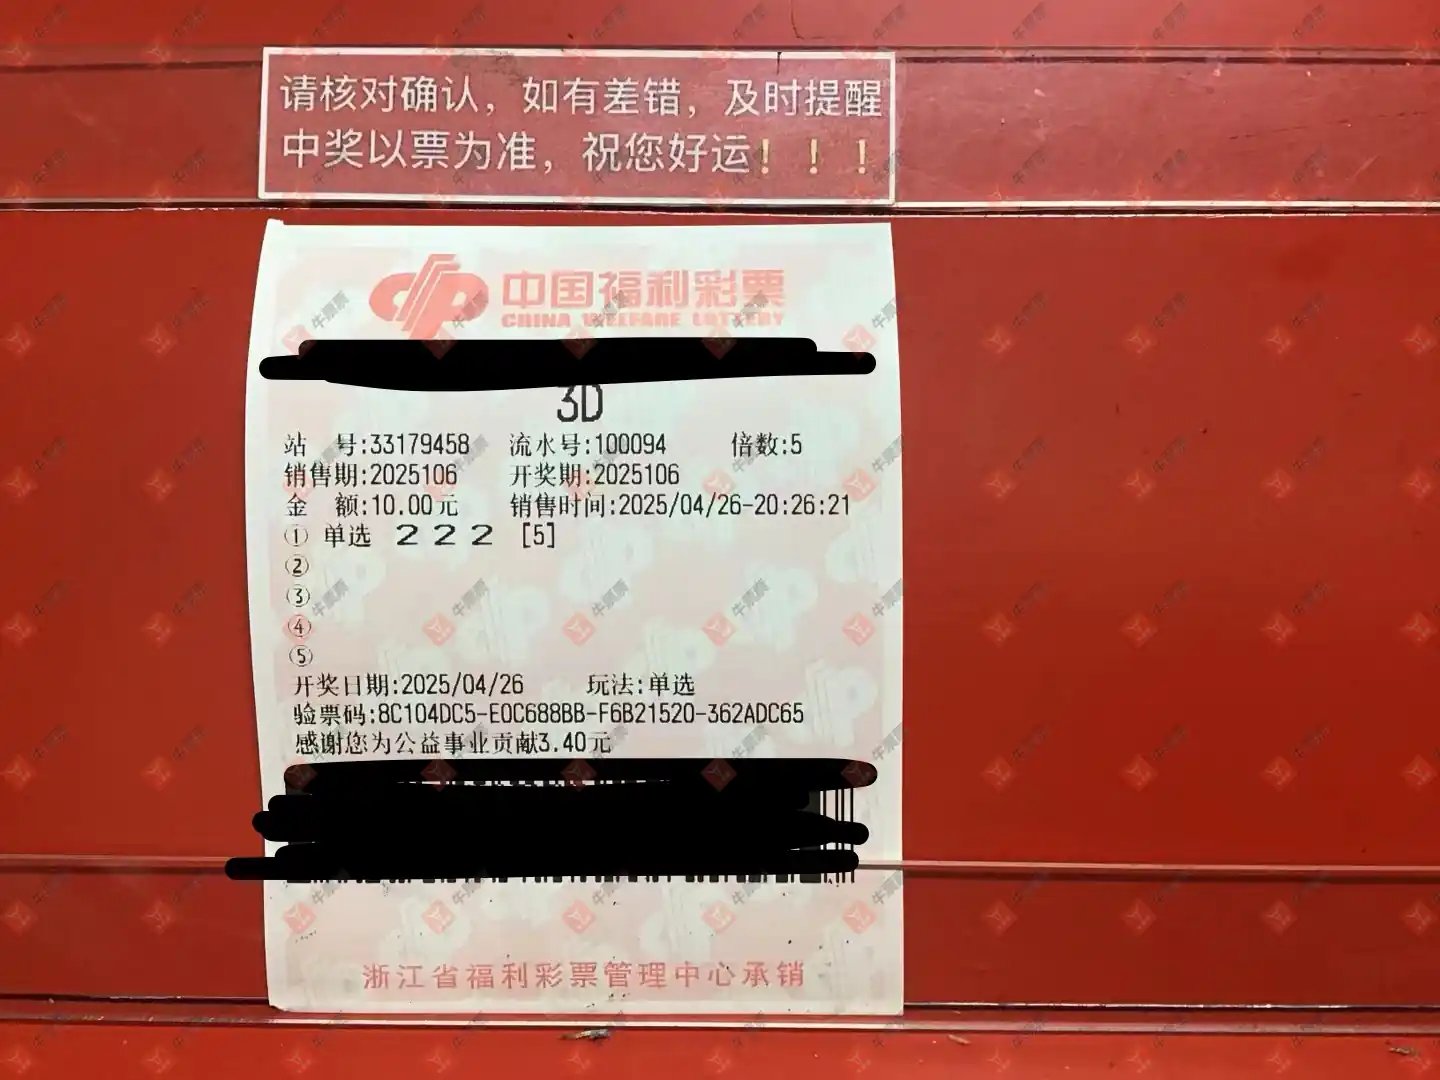 请核对确认，如有差错，及时提醒
中奖以票为准，祝您好运！！！
中国福利彩票
CHINA WELFARE LOTTERY
3D
站 号:33179458 流水号:100094 倍数:5
销售期:2025106 开奖期:2025106
金 额:10.00元 销售时间:2025/04/26-20:26:21
① 单选 2 2 2 [5]
②
③
④
⑤
开奖日期:2025/04/26 玩法:单选
验票码:8C104DC5-E0C688BB-F6B21520-362ADC65
感谢您为公益事业贡献3.40元
浙江省福利彩票管理中心承销
牛票票